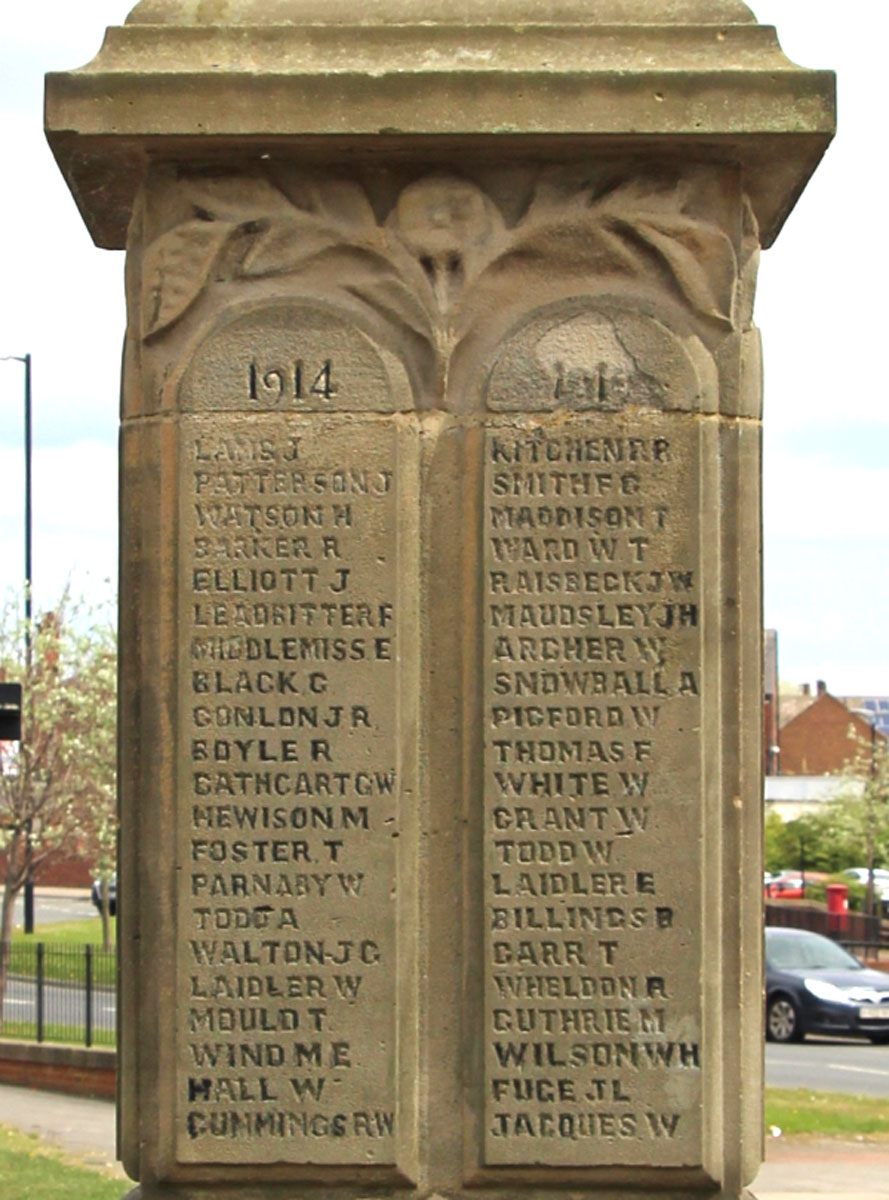 1914
LAMB J
PATTERSON J
WATSON H
BARKER R
ELLIOTT J
LEADBITTER F
MIDDLEMISS E
BLACK G
CONLON J R
BOYLE R
CATHCART G W
HEWISON M
FOSTER T
PARNABY W
TODD A
WALTON J G
LAIDLER W
MOULD T
WIND M E
HALL W
CUMMINGS R W
KITCHEN R R
SMITH F G
MADDISON T
WARD W T
RAISBECK J W
MAUDSLEY J H
ARCHER W
SNOWBALL A
PIGFORD W
THOMAS F
WHITE W
GRANT W
TODD W
LAIDLER E
BILLINGS B
CARR T
WHELDON R
GUTHRIE M
WILSON W H
FUGE J L
JACQUES W